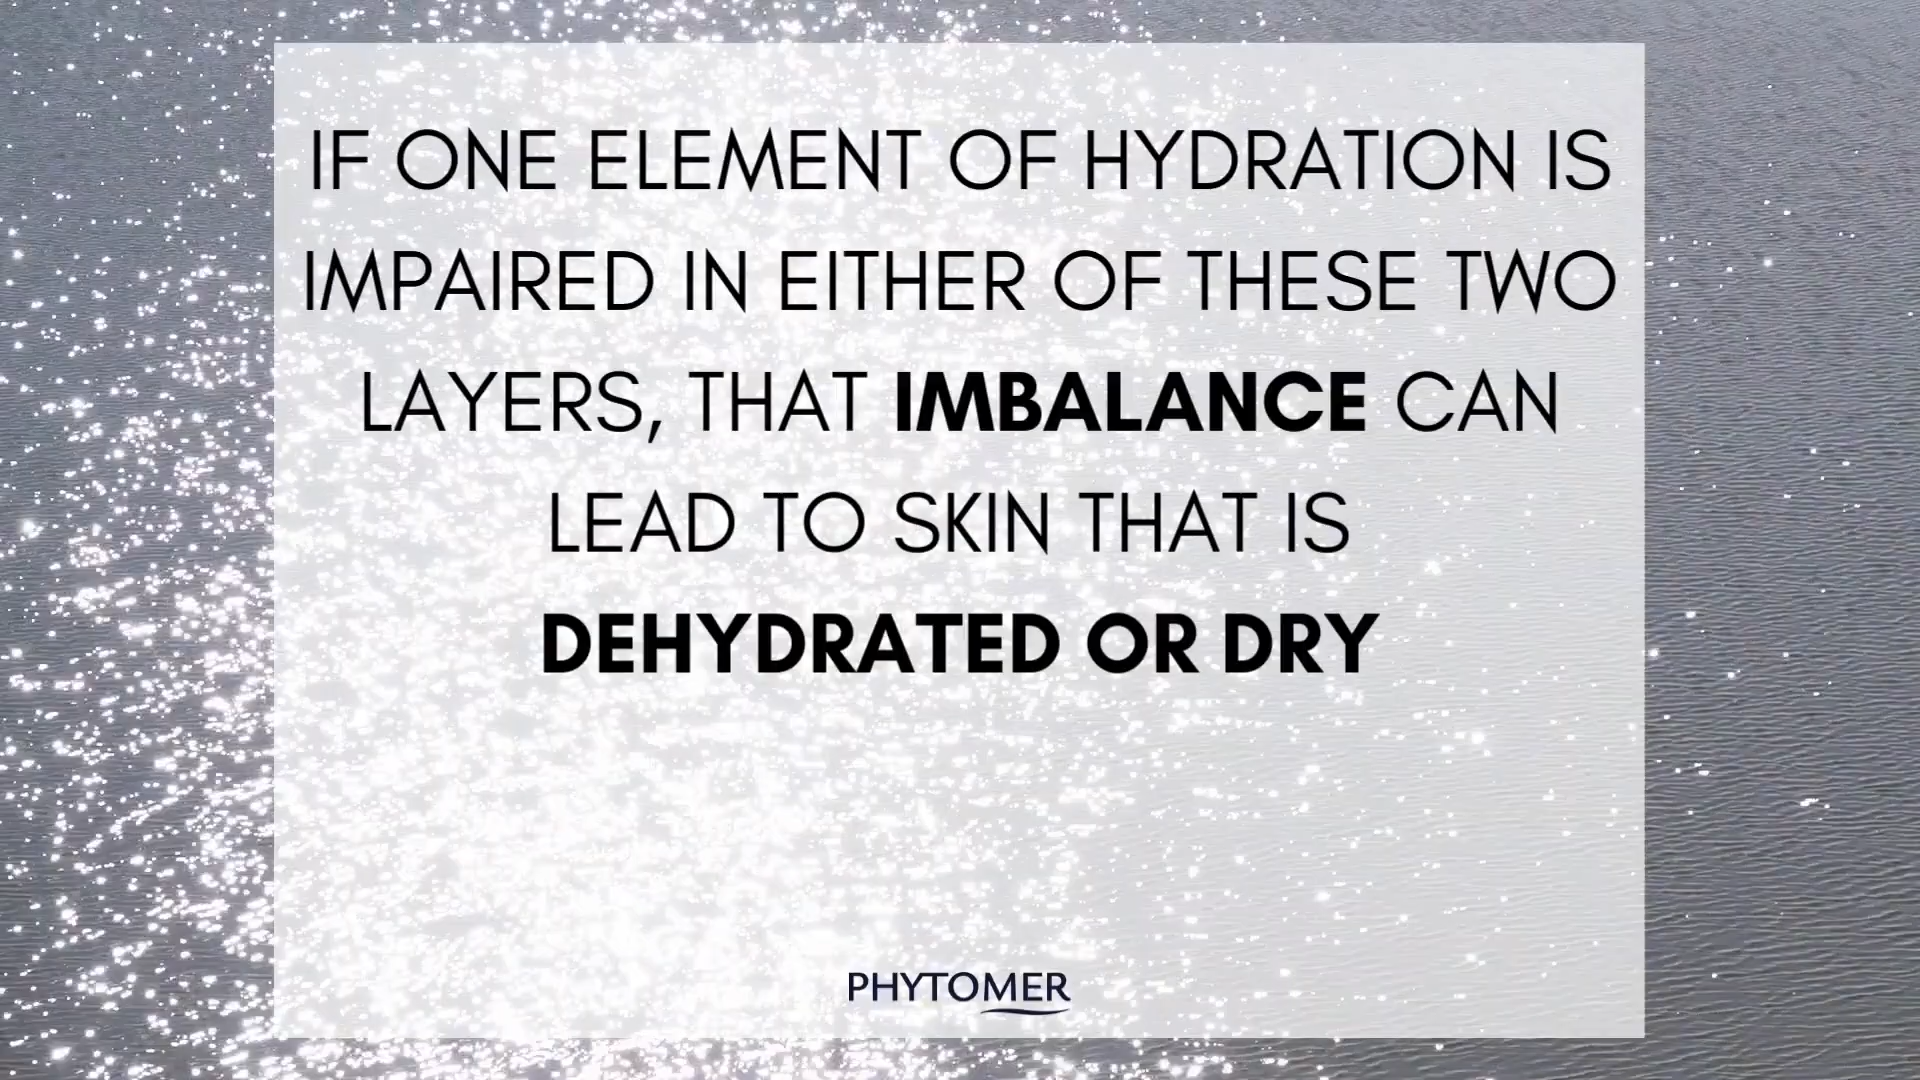 IF ONE ELEMENT OF HYDRATION IS
IMPAIRED IN EITHER OF THESE TWO
LAYERS, THAT IMBALANCE CAN
LEAD TO SKIN THAT IS
DEHYDRATED OR DRY
PHYTOMER